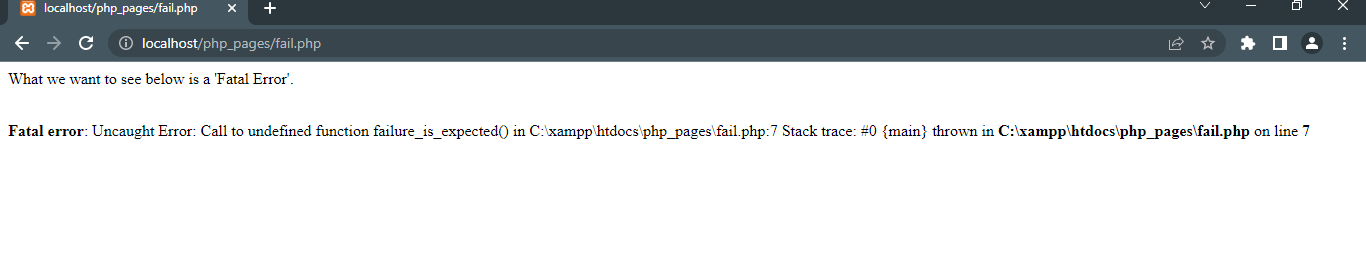 localhost/php_pages/fail.php
localhost/php_pages/fail.php
What we want to see below is a 'Fatal Error'.
Fatal error: Uncaught Error: Call to undefined function failure_is_expected() in C:\xampp\htdocs\php_pages\fail.php:7 Stack trace: #0 {main} thrown in C:\xampp\htdocs\php_pages\fail.php on line 7